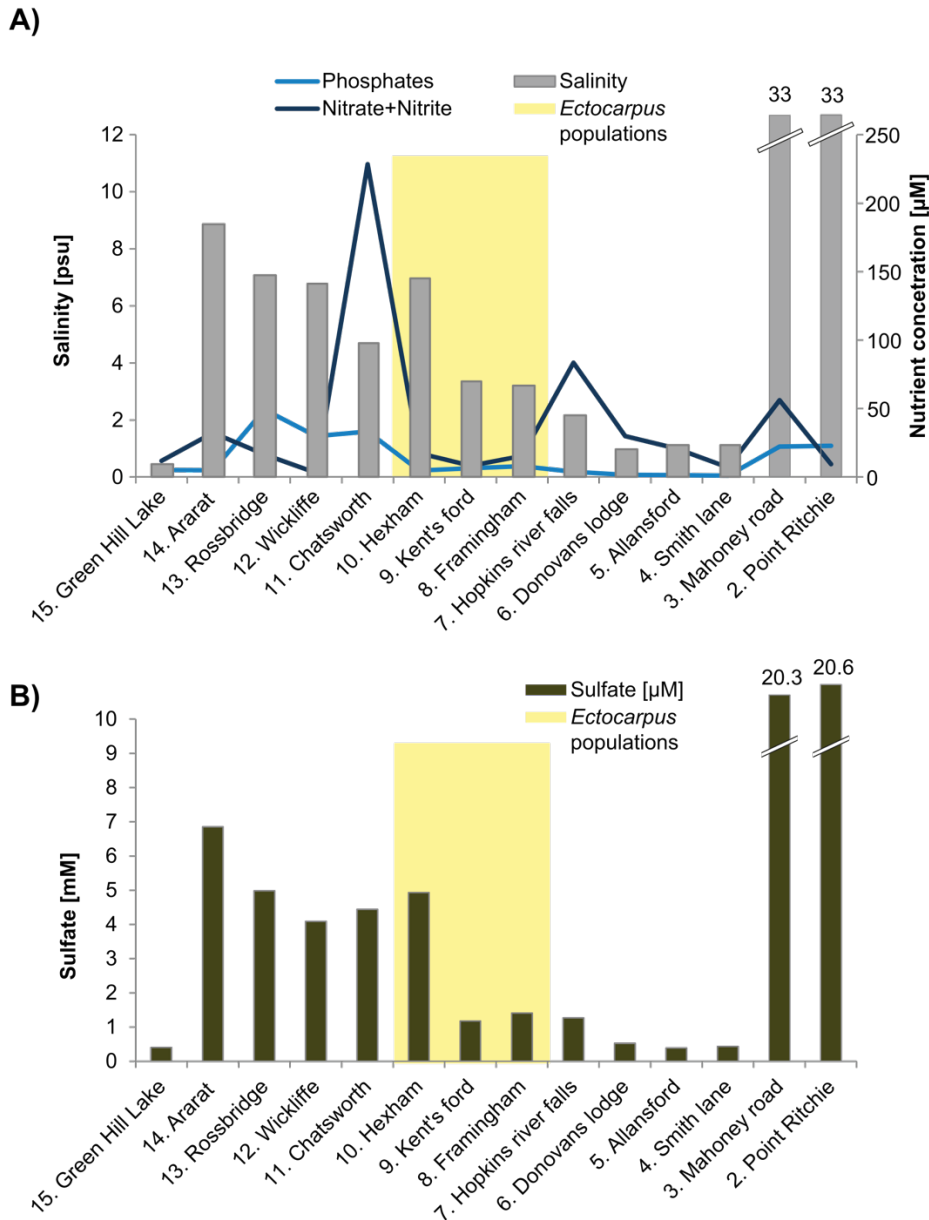 A)
Phosphates
Salinity
Nitrate+Nitrite
Ectocarpus
populations
33
33
12
10
8
6
4
2
0
Salinity [psu]
250
200
150
100
50
0
Nutrient concetration [µM]
15. Green Hill Lake
14. Ararat
13. Rossbridge
12. Wickliffe
11. Chatsworth
10. Hexham
9. Kent's ford
8. Framingham
7. Hopkins river falls
6. Donovans lodge
5. Allansford
4. Smith lane
3. Mahoney road
2. Point Ritchie
B)
Sulfate [µM]
Ectocarpus
populations
20.3
20.6
10
9
8
7
6
5
4
3
2
1
0
Sulfate [mM]
15. Green Hill Lake
14. Ararat
13. Rossbridge
12. Wickliffe
11. Chatsworth
10. Hexham
9. Kent's ford
8. Framingham
7. Hopkins river falls
6. Donovans lodge
5. Allansford
4. Smith lane
3. Mahoney road
2. Point Ritchie